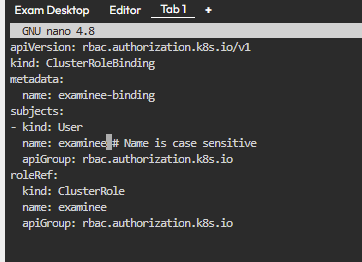 Exam Desktop Editor Tab 1 +
GNU nano 4.8
apiVersion: rbac.authorization.k8s.io/v1
kind: ClusterRoleBinding
metadata:
  name: examinee-binding
subjects:
- kind: User
  name: examinee # Name is case sensitive
  apiGroup: rbac.authorization.k8s.io
roleRef:
  kind: ClusterRole
  name: examinee
  apiGroup: rbac.authorization.k8s.io